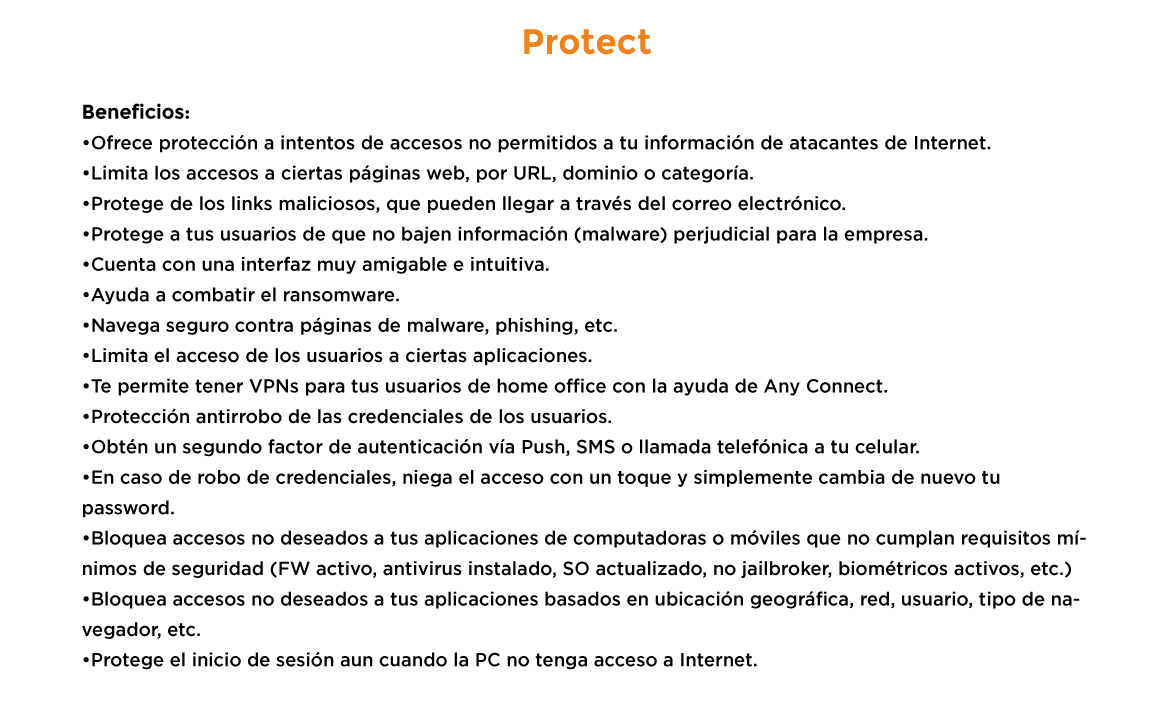 Protect
Beneficios:
•Ofrece protección a intentos de accesos no permitidos a tu información de atacantes de Internet.
•Limita los accesos a ciertas páginas web, por URL, dominio o categoría.
•Protege de los links maliciosos, que pueden llegar a través del correo electrónico.
•Protege a tus usuarios de que no bajen información (malware) perjudicial para la empresa.
•Cuenta con una interfaz muy amigable e intuitiva.
•Ayuda a combatir el ransomware.
•Navega seguro contra páginas de malware, phishing, etc.
•Limita el acceso de los usuarios a ciertas aplicaciones.
•Te permite tener VPNs para tus usuarios de home office con la ayuda de Any Connect.
•Protección antirrobo de las credenciales de los usuarios.
•Obtén un segundo factor de autenticación vía Push, SMS o llamada telefónica a tu celular.
•En caso de robo de credenciales, niega el acceso con un toque y simplemente cambia de nuevo tu
password.
•Bloquea accesos no deseados a tus aplicaciones de computadoras o móviles que no cumplan requisitos mí-
nimos de seguridad (FW activo, antivirus instalado, SO actualizado, no jailbroker, biométricos activos, etc.)
•Bloquea accesos no deseados a tus aplicaciones basados en ubicación geográfica, red, usuario, tipo de na-
vegador, etc.
•Protege el inicio de sesión aun cuando la PC no tenga acceso a Internet.